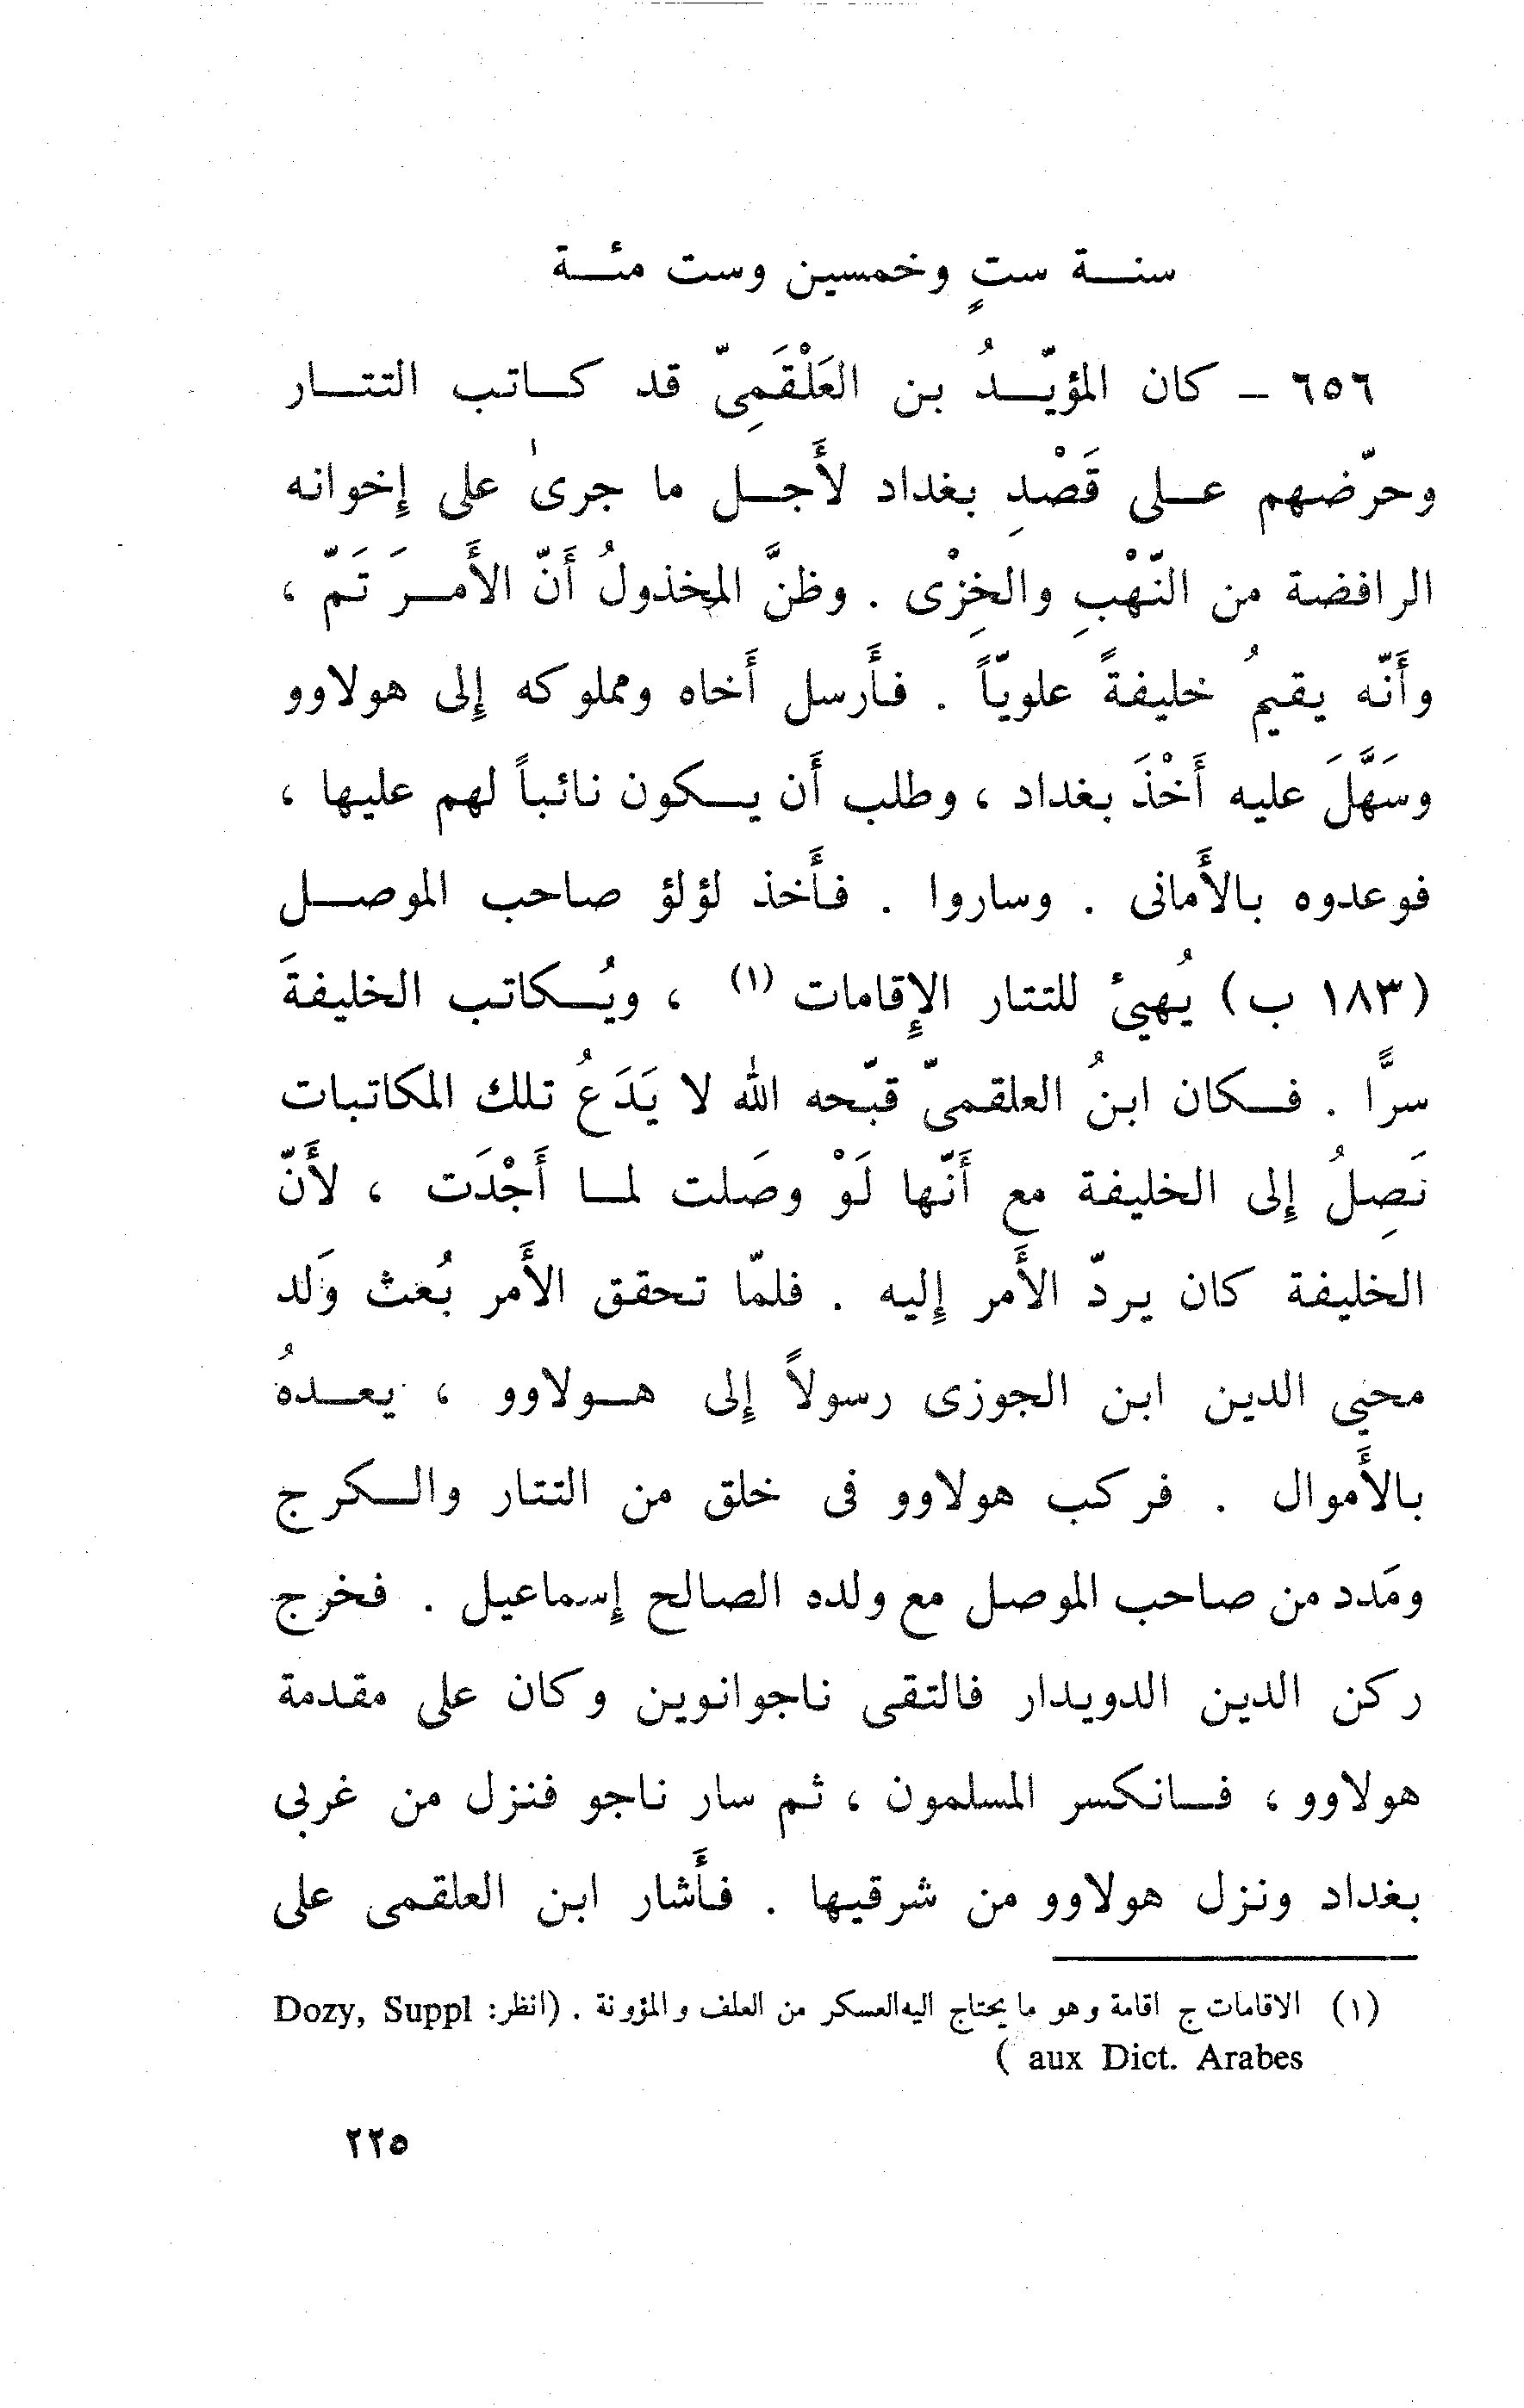 سنة ستٍ وخمسين وست مئة
٦٥٦ – كان المؤيّدُ بن العَلْقَمِيّ قد كاتب التتار
وحرّضهم على قَصْدِ بغداد لأَجل ما جرىٰ على إخوانه
الرافضة من النّهْبِ والخِزْى . وظنَّ المخذولُ أَنّ الأَمرَ تَمّ ،
وأَنّه يقيمُ خليفةً علويّاً . فأَرسل أَخاه ومملوكه إلى هولاوو
وسَهَّلَ عليه أَخْذَ بغداد ، وطلب أَن يكون نائباً لهم عليها ،
فوعدوه بالأَمانى . وساروا . فأَخذ لؤلؤ صاحب الموصل
(١٨٣ ب) يُهيئ للتتار الإِقامات (١) ، ويُكاتب الخليفةَ
سرًّا . فكان ابنُ العلقمىّ قبّحه الله لا يَدَعُ تلك المكاتبات
تَصِلُ إلى الخليفة مع أَنّها لَوْ وصَلت لما أَجْدَت ، لأَنّ
الخليفة كان يردّ الأَمر إليه . فلمّا تحقق الأَمر بُعث وَلد
محيى الدين ابن الجوزى رسولاً إلى هولاوو ، يعدهُ
بالأَموال . فركب هولاوو فى خلق من التتار والكرج
ومَدد من صاحب الموصل مع ولده الصالح إسماعيل . فخرج
ركن الدين الدويدار فالتقى ناجوانوين وكان على مقدمة
هولاوو ، فانكسر المسلمون ، ثم سار ناجو فنزل من غربى
بغداد ونزل هولاوو من شرقيها . فأَشار ابن العلقمى على
(١) الاقامات ج اقامة وهو ما يحتاج اليه العسكر من العلف والمؤونة . (انظر: Dozy, Suppl
aux Dict. Arabes )
٢٢٥